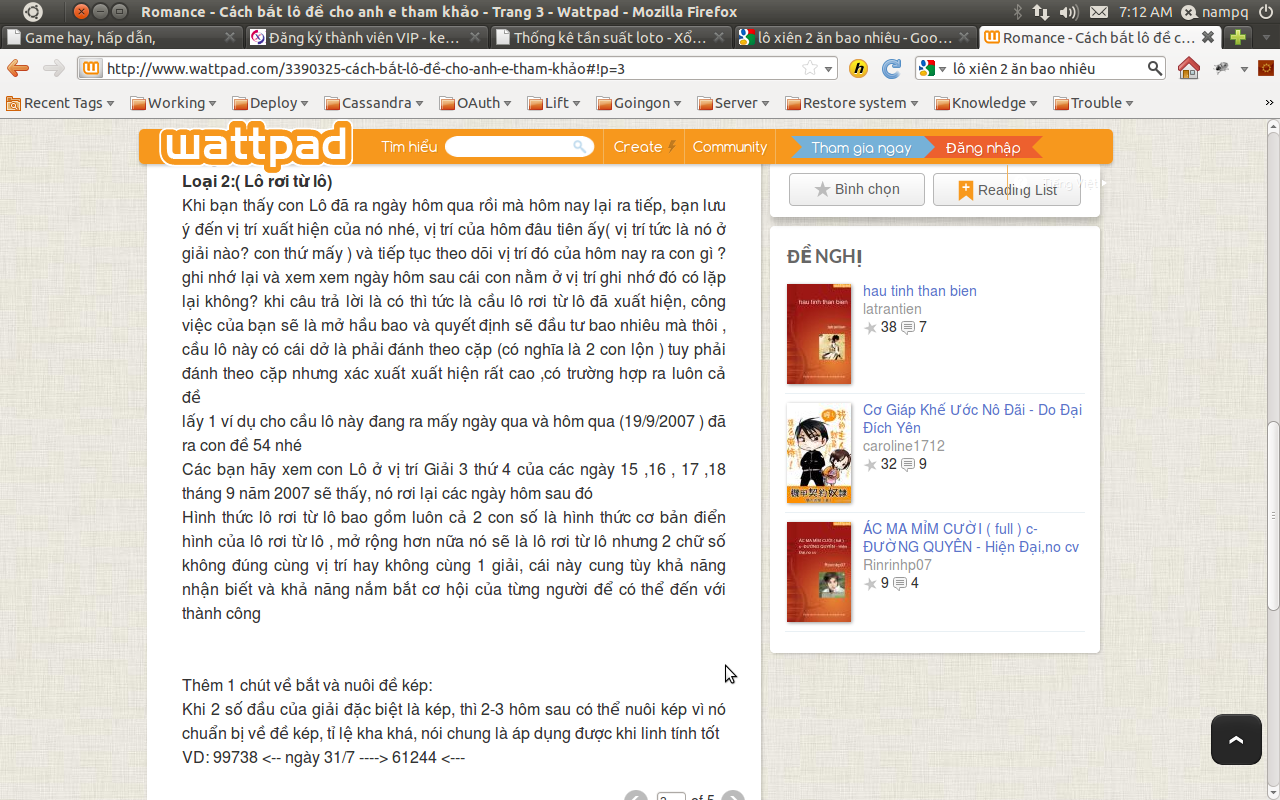 Romance - Cách bắt lô đề cho anh e tham khảo - Trang 3 - Wattpad - Mozilla Firefox
7:12 AM nampq
Game hay, hấp dẫn,
Đăng ký thành viên VIP - ke...
Thống kê tần suất loto - Xổ...
lô xiên 2 ăn bao nhiêu - Goo...
Romance - Cách bắt lô đề c...
http://www.wattpad.com/3390325-cách-bắt-lô-đề-cho-anh-e-tham-khảo#!p=3
lô xiên 2 ăn bao nhiêu
Recent Tags Working Deploy Cassandra OAuth Lift Goingon Server Restore system Knowledge Trouble »
wattpad Tìm hiểu Create Community Tham gia ngay Đăng nhập
Loại 2:( Lô rơi từ lô)
Khi bạn thấy con Lô đã ra ngày hôm qua rồi mà hôm nay lại ra tiếp, bạn lưu
ý đến vị trí xuất hiện của nó nhé, vị trí của hôm đâu tiên ấy( vị trí tức là nó ở
giải nào? con thứ mấy ) và tiếp tục theo dõi vị trí đó của hôm nay ra con gì ?
ghi nhớ lại và xem xem ngày hôm sau cái con nằm ở vị trí ghi nhớ đó có lặp
lại không? khi câu trả lời là có thì tức là cầu lô rơi từ lô đã xuất hiện, công
việc của bạn sẽ là mở hầu bao và quyết định sẽ đầu tư bao nhiêu mà thôi ,
cầu lô này có cái dở là phải đánh theo cặp (có nghĩa là 2 con lộn ) tuy phải
đánh theo cặp nhưng xác xuất xuất hiện rất cao ,có trường hợp ra luôn cả
đề
lấy 1 ví dụ cho cầu lô này đang ra mấy ngày qua và hôm qua (19/9/2007 ) đã
ra con đề 54 nhé
Các bạn hãy xem con Lô ở vị trí Giải 3 thứ 4 của các ngày 15 ,16 , 17 ,18
tháng 9 năm 2007 sẽ thấy, nó rơi lại các ngày hôm sau đó
Hình thức lô rơi từ lô bao gồm luôn cả 2 con số là hình thức cơ bản điển
hình của lô rơi từ lô , mở rộng hơn nữa nó sẽ là lô rơi từ lô nhưng 2 chữ số
không đúng cùng vị trí hay không cùng 1 giải, cái này cung tùy khả năng
nhận biết và khả năng nắm bắt cơ hội của từng người để có thể đến với
thành công
Thêm 1 chút về bắt và nuôi đề kép:
Khi 2 số đầu của giải đặc biệt là kép, thì 2-3 hôm sau có thể nuôi kép vì nó
chuẩn bị về đề kép, tỉ lệ kha khá, nói chung là áp dụng được khi linh tính tốt
VD: 99738 <-- ngày 31/7 ----> 61244 <---
of 5
Bình chọn
Reading List
ĐỀ NGHỊ
hau tinh than bien
latrantien
38 7
Cơ Giáp Khế Ước Nô Đãi - Do Đại
Đích Yên
caroline1712
32 9
ÁC MA MỈM CƯỜI ( full ) c-
ĐƯỜNG QUYÊN - Hiện Đại,no cv
Rinrinhp07
9 4